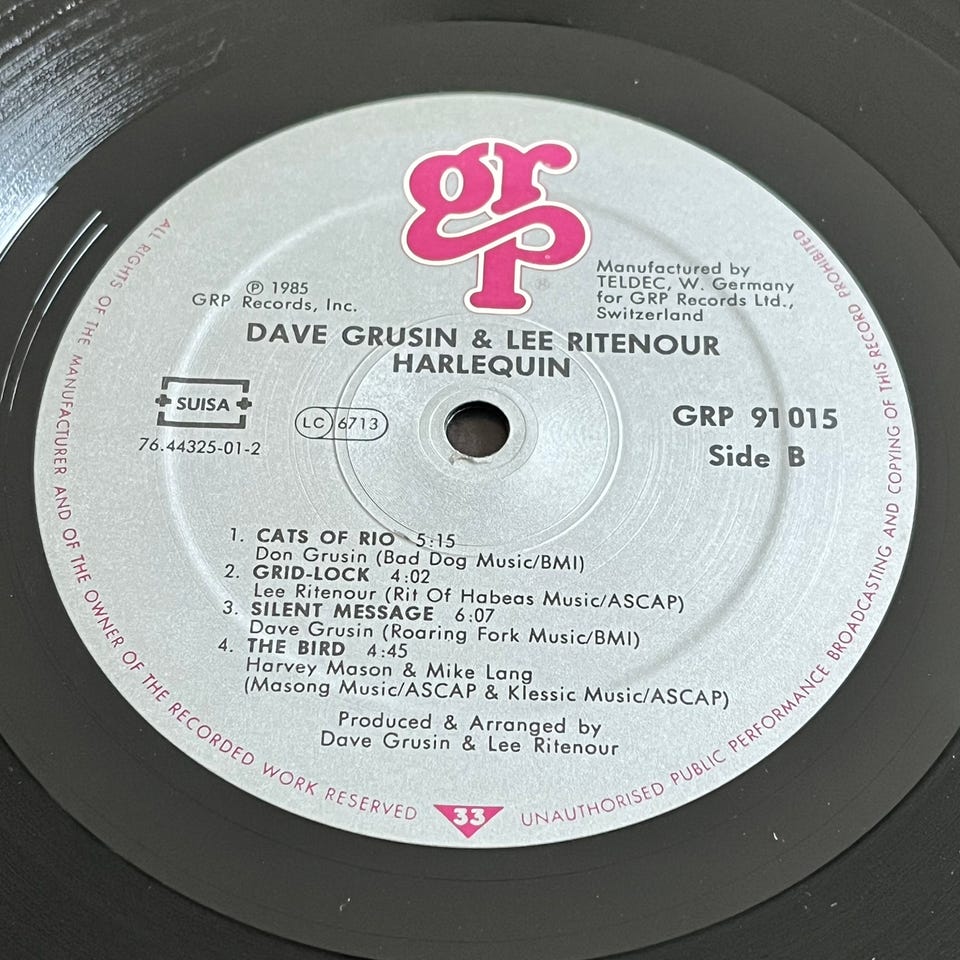 grp
®
℗ 1985
GRP Records, Inc.
Manufactured by
TELDEC, W. Germany
for GRP Records Ltd.,
Switzerland
DAVE GRUSIN & LEE RITENOUR
HARLEQUIN
SUISA
76.44325-01-2
LC 6713
GRP 91 015
Side B
1. CATS OF RIO 5:15
Don Grusin (Bad Dog Music/BMI)
2. GRID-LOCK 4:02
Lee Ritenour (Rit Of Habeas Music/ASCAP)
3. SILENT MESSAGE 6:07
Dave Grusin (Roaring Fork Music/BMI)
4. THE BIRD 4:45
Harvey Mason & Mike Lang
(Masong Music/ASCAP & Klessic Music/ASCAP)
Produced & Arranged by
Dave Grusin & Lee Ritenour
ALL RIGHTS OF THE MANUFACTURER AND OF THE OWNER OF THE RECORDED WORK RESERVED
33
UNAUTHORISED PUBLIC PERFORMANCE BROADCASTING AND COPYING OF THIS RECORD PROHIBITED